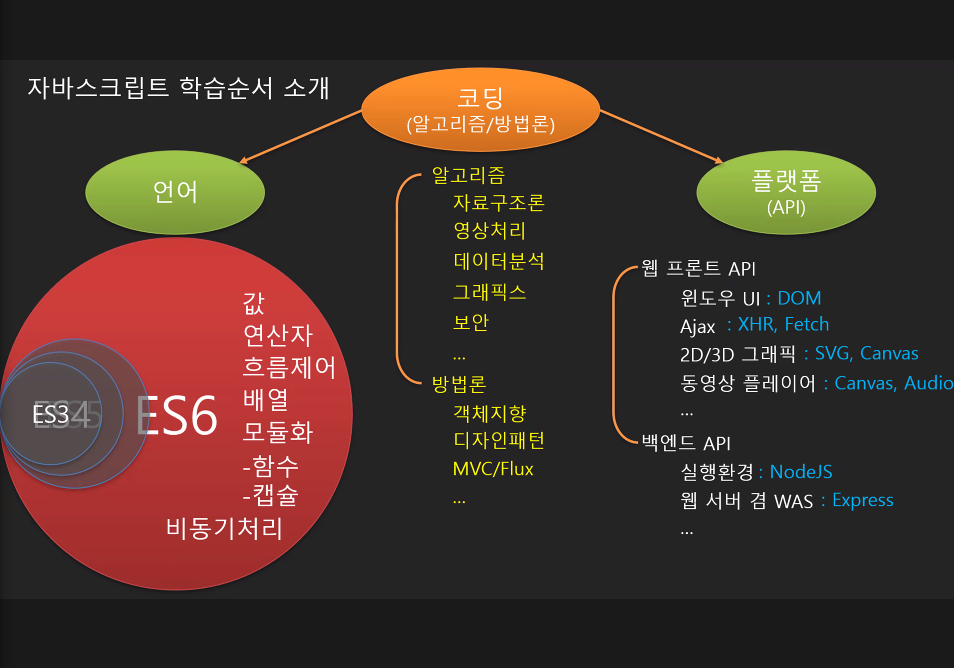 자바스크립트 학습순서 소개
코딩
(알고리즘/방법론)
언어
플랫폼
(API)
값
연산자
흐름제어
배열
모듈화
-함수
-캡슐
비동기처리
ES3
4
5
ES6
알고리즘
자료구조론
영상처리
데이터분석
그래픽스
보안
...
방법론
객체지향
디자인패턴
MVC/Flux
...
웹 프론트 API
윈도우 UI : DOM
Ajax : XHR, Fetch
2D/3D 그래픽 : SVG, Canvas
동영상 플레이어 : Canvas, Audio
...
백엔드 API
실행환경 : NodeJS
웹 서버 겸 WAS : Express
...